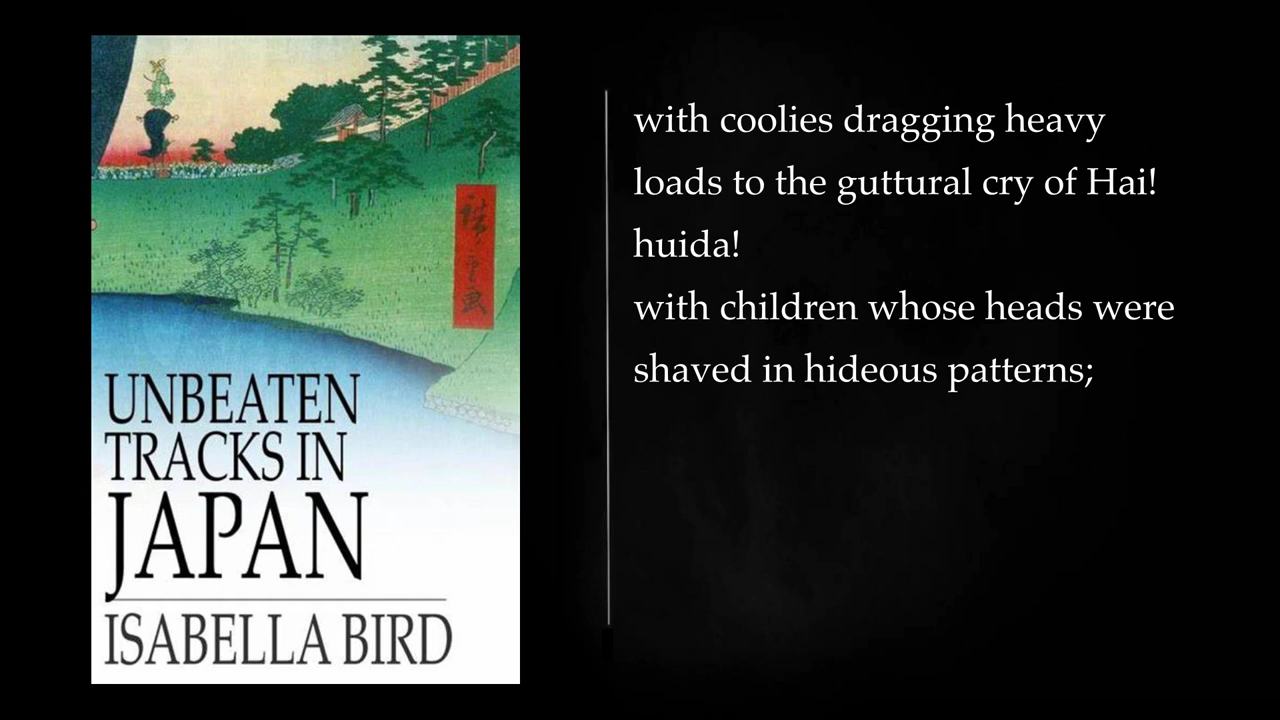 UNBEATEN
TRACKS IN
JAPAN
ISABELLA BIRD
with coolies dragging heavy
loads to the guttural cry of Hai!
huida!
with children whose heads were
shaved in hideous patterns;